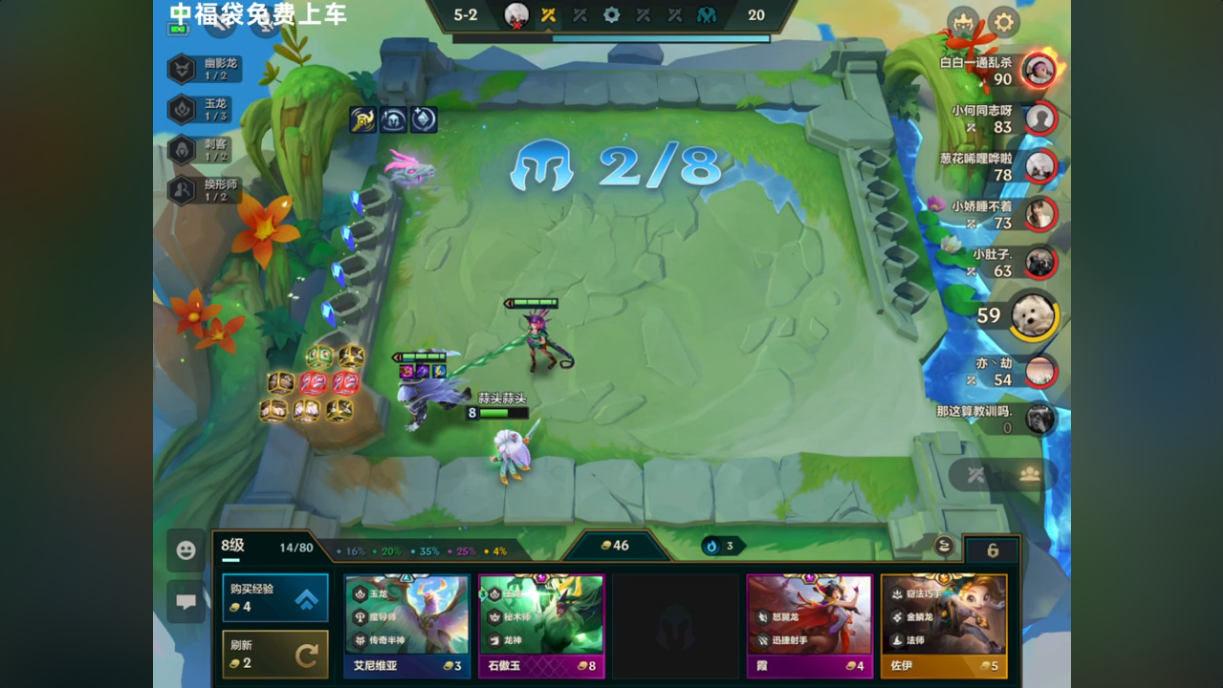 中福袋免费上车
5-2
20
幽影龙
1/2
玉龙
1/3
刺客
1/2
换形师
1/2
2/8
白白一通乱杀
90
小何同志呀
83
葱花唏哩哗啦
78
小娇睡不着
73
小肚子.
63
59
亦丶劫
54
那这算教训吗.
0
蒜头蒜头
8
8级
14/80
16%
20%
35%
25%
4%
46
3
6
购买经验
4
刷新
2
玉龙
魔导师
传奇半神
艾尼维亚
3
秘术师
龙神
石傲玉
8
怒翼龙
迅捷射手
霞
4
窃法巧手
金鳞龙
法师
佐伊
5